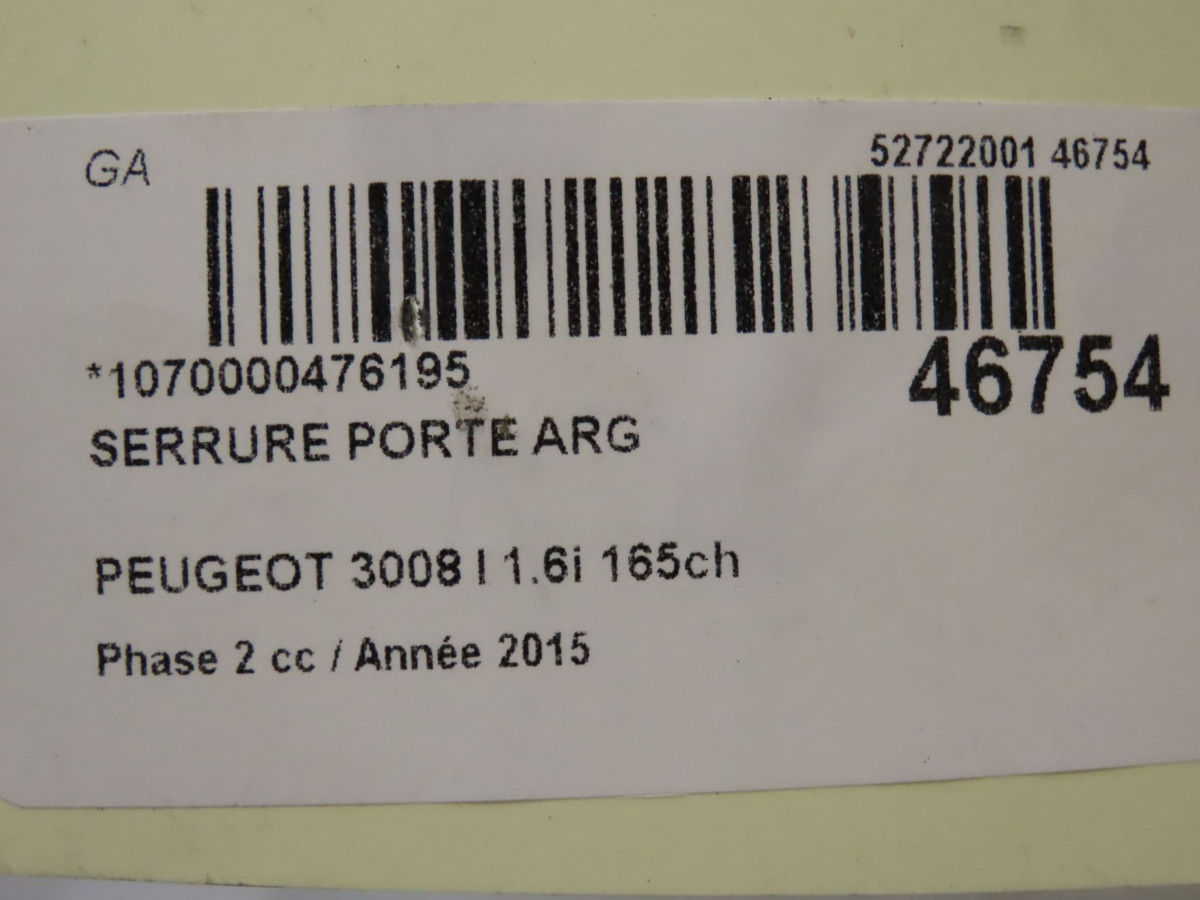 GA
52722001 46754
*1070000476195
46754
SERRURE PORTE ARG
PEUGEOT 3008 I 1.6i 165ch
Phase 2 cc / Année 2015